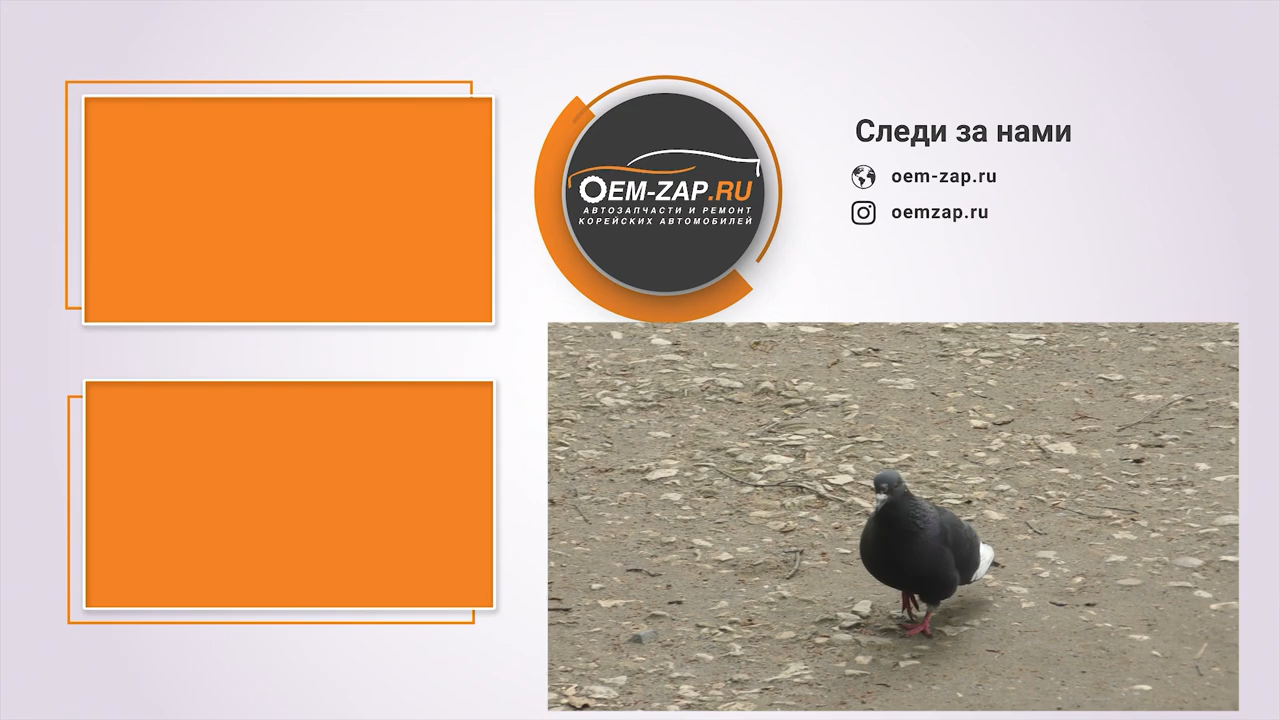 OEM-ZAP.RU
АВТОЗАПЧАСТИ И РЕМОНТ
КОРЕЙСКИХ АВТОМОБИЛЕЙ
Следи за нами
oem-zap.ru
oemzap.ru